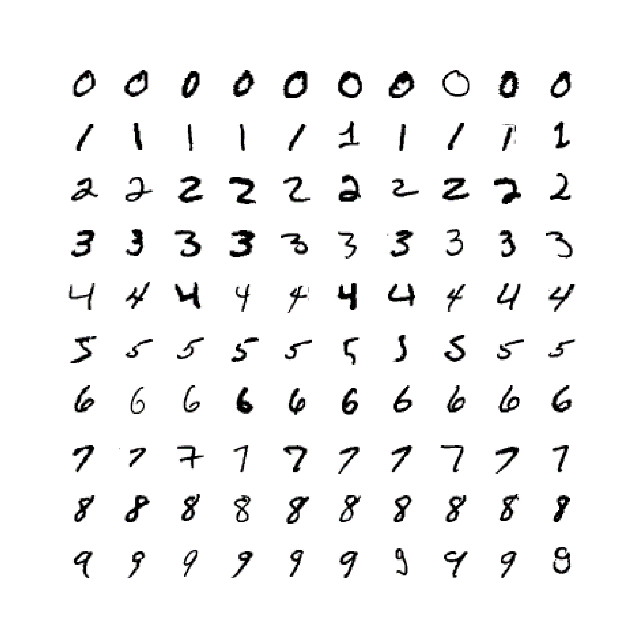 0 0 0 0 0 0 0 0 0 0
1 1 1 1 1 1 1 1 1 1
2 2 2 2 2 2 2 2 2 2
3 3 3 3 3 3 3 3 3 3
4 4 4 4 4 4 4 4 4 4
5 5 5 5 5 5 5 5 5 5
6 6 6 6 6 6 6 6 6 6
7 7 7 7 7 7 7 7 7 7
8 8 8 8 8 8 8 8 8 8
9 9 9 9 9 9 9 9 9 9